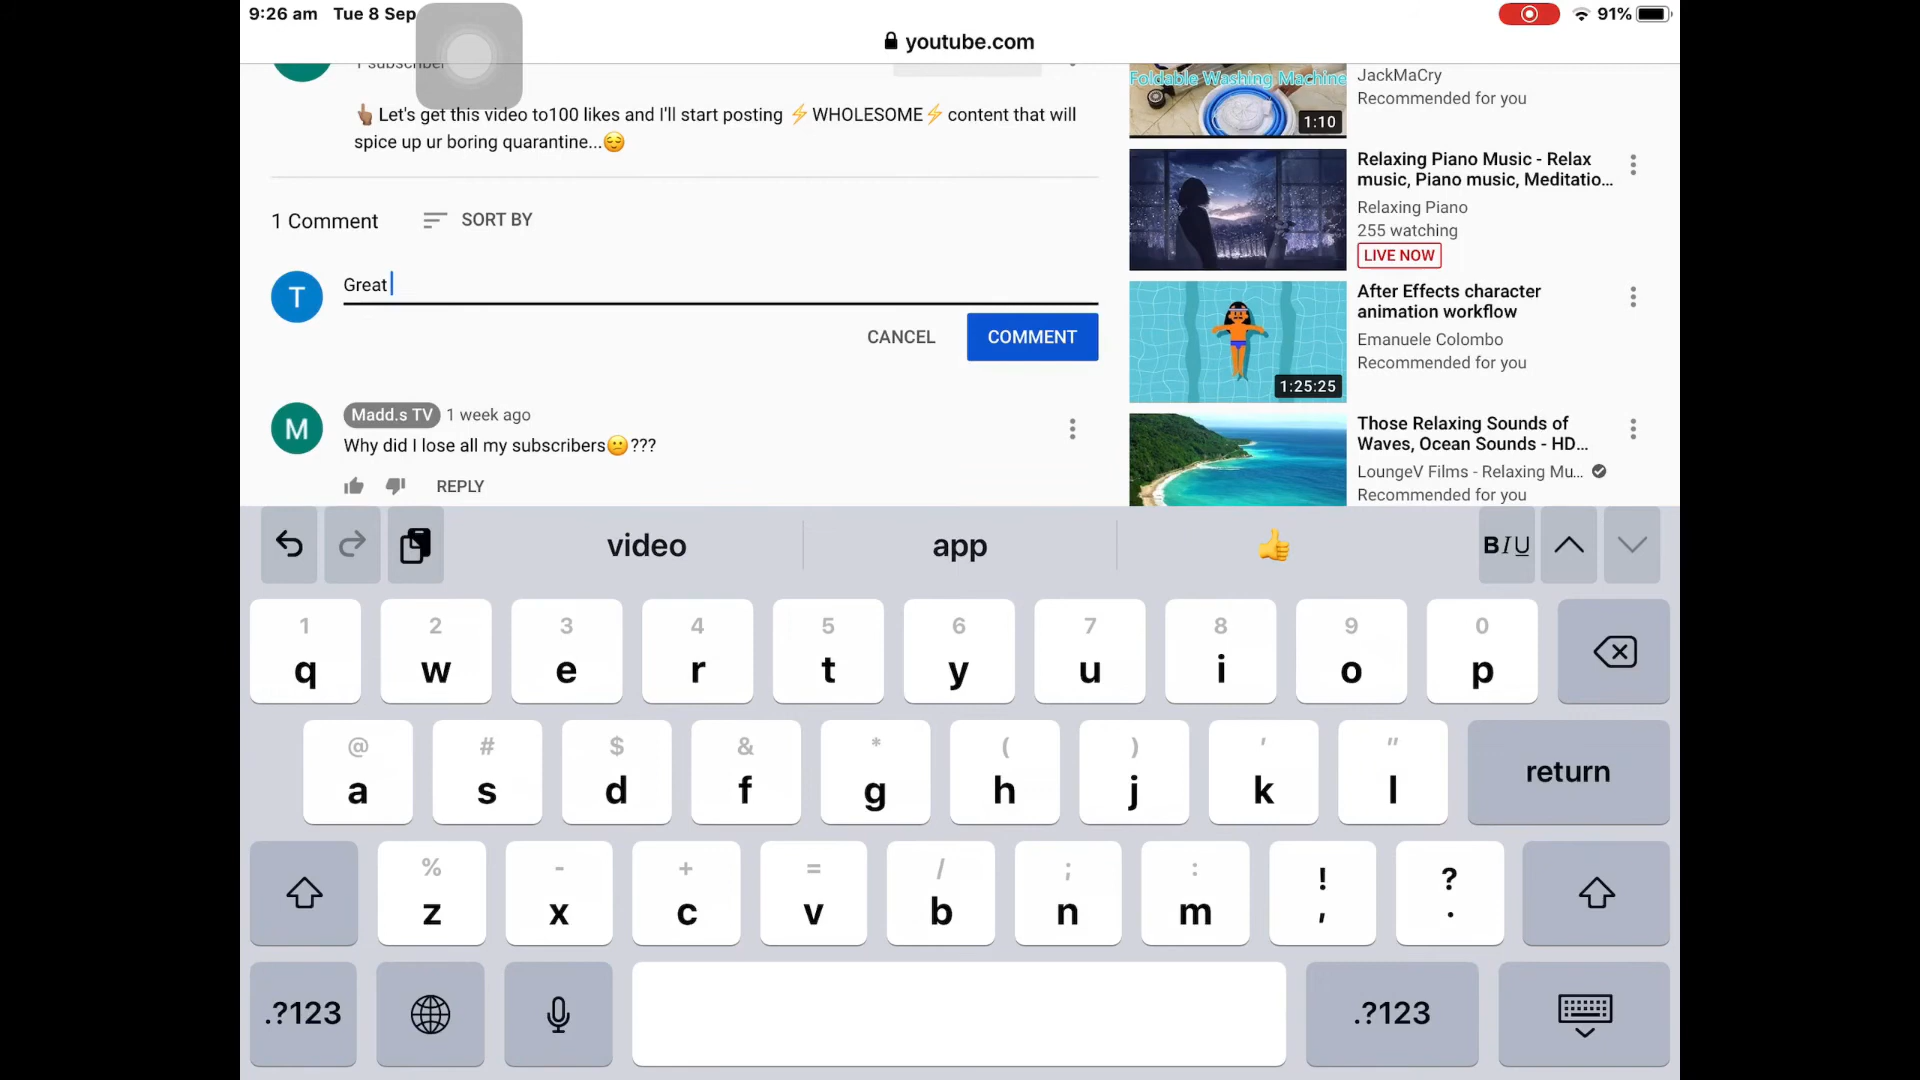 9:26 am Tue 8 Sep
91%
youtube.com
1 subscriber
👆🏽Let's get this video to100 likes and I'll start posting ⚡WHOLESOME⚡content that will
spice up ur boring quarantine...😌
1 Comment
SORT BY
T
Great
CANCEL
COMMENT
M
Madd.s TV
1 week ago
Why did I lose all my subscribers😕???
REPLY
Foldable Washing Machine
1:10
JackMaCry
Recommended for you
Relaxing Piano Music - Relax
music, Piano music, Meditatio...
Relaxing Piano
255 watching
LIVE NOW
After Effects character
animation workflow
Emanuele Colombo
Recommended for you
1:25:25
Those Relaxing Sounds of
Waves, Ocean Sounds - HD...
LoungeV Films - Relaxing Mu...
Recommended for you
video app 👍
BIU
1 2 3 4 5 6 7 8 9 0
q w e r t y u i o p
@ # $ & * ( ) ' "
a s d f g h j k l return
% - + = / ; : ! ?
z x c v b n m , .
.?123 .?123